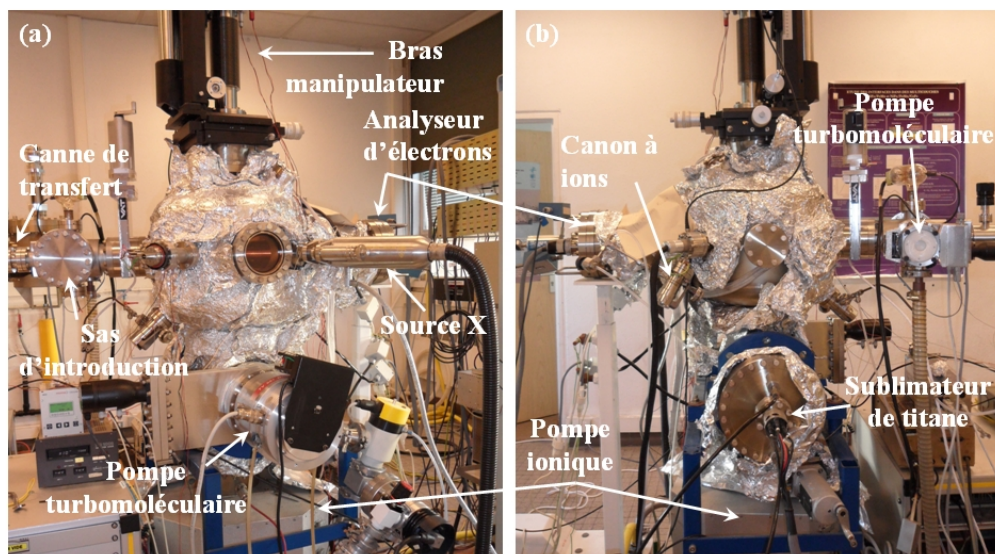 (a)
Bras
manipulateur
Analyseur
d'électrons
Ganne de
transfert
Source X
Sas
d'introduction
Pompe
turbomoléculaire
(b)
Pompe
turbomoléculaire
Canon à
ions
Sublimateur
de titane
Pompe
ionique